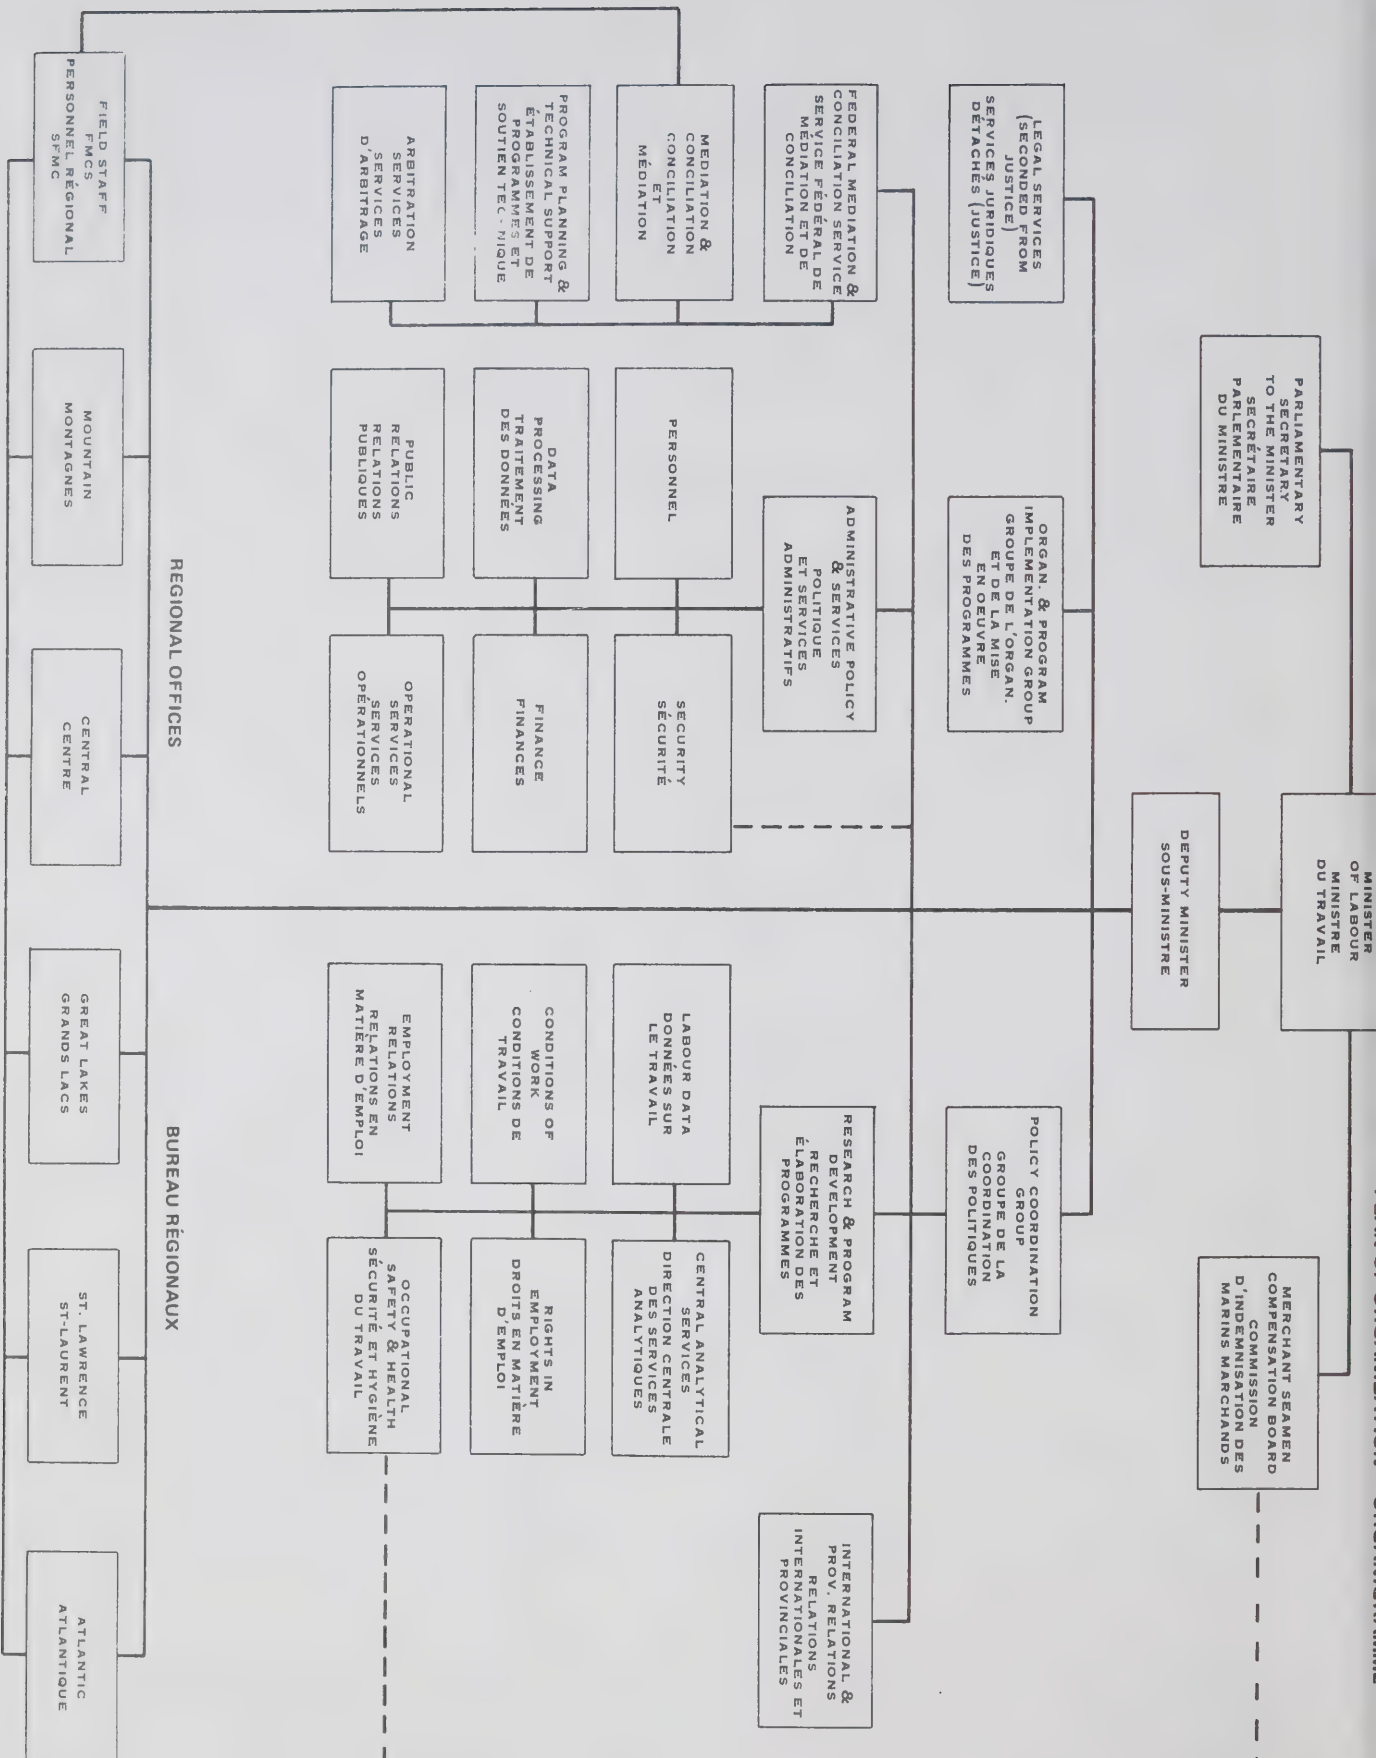 PLAN OF ORGANIZATION - ORGANIGRAMME
MINISTER
OF LABOUR
MINISTRE
DU TRAVAIL
PARLIAMENTARY
SECRETARY
TO THE MINISTER
SECRÉTAIRE
PARLEMENTAIRE
DU MINISTRE
MERCHANT SEAMEN
COMPENSATION BOARD
COMMISSION
D'INDEMNISATION DES
MARINS MARCHANDS
DEPUTY MINISTER
SOUS-MINISTRE
LEGAL SERVICES
(SECONDED FROM
JUSTICE)
SERVICES JURIDIQUES
DÉTACHÉS (JUSTICE)
ORGAN. & PROGRAM
IMPLEMENTATION GROUP
GROUPE DE L'ORGAN.
ET DE LA MISE
EN OEUVRE
DES PROGRAMMES
POLICY COORDINATION
GROUP
GROUPE DE LA
COORDINATION
DES POLITIQUES
FEDERAL MEDIATION &
CONCILIATION SERVICE
SERVICE FÉDÉRAL DE
MÉDIATION ET DE
CONCILIATION
ADMINISTRATIVE POLICY
& SERVICES
POLITIQUE
ET SERVICES
ADMINISTRATIFS
RESEARCH & PROGRAM
DEVELOPMENT
RECHERCHE ET
ÉLABORATION DES
PROGRAMMES
INTERNATIONAL &
PROV. RELATIONS
RELATIONS
INTERNATIONALES ET
PROVINCIALES
MEDIATION &
CONCILIATION
CONCILIATION
ET
MÉDIATION
PERSONNEL
SECURITY
SÉCURITÉ
LABOUR DATA
DONNÉES SUR
LE TRAVAIL
CENTRAL ANALYTICAL
SERVICES
DIRECTION CENTRALE
DES SERVICES
ANALYTIQUES
PROGRAM PLANNING &
TECHNICAL SUPPORT
ÉTABLISSEMENT DE
PROGRAMMES ET
SOUTIEN
DATA
PROCESSING
TRAITEMENT
DES DONNÉES
FINANCE
FINANCES
CONDITIONS OF
WORK
CONDITIONS DE
TRAVAIL
RIGHTS IN
EMPLOYMENT
DROITS EN MATIÈRE
D'EMPLOI
ARBITRATION
SERVICES
SERVICES
D'ARBITRAGE
PUBLIC
RELATIONS
RELATIONS
PUBLIQUES
OPERATIONAL
SERVICES
SERVICES
OPÉRATIONNELS
EMPLOYMENT
RELATIONS
RELATIONS EN
MATIÈRE D'EMPLOI
OCCUPATIONAL
SAFETY & HEALTH
SÉCURITÉ ET HYGIÈNE
DU TRAVAIL
REGIONAL OFFICES
BUREAU RÉGIONAUX
FIELD STAFF
FMCS
PERSONNEL RÉGIONAL
SFMC
MOUNTAIN
MONTAGNES
CENTRAL
CENTRE
GREAT LAKES
GRANDS LACS
ST. LAWRENCE
ST-LAURENT
ATLANTIC
ATLANTIQUE